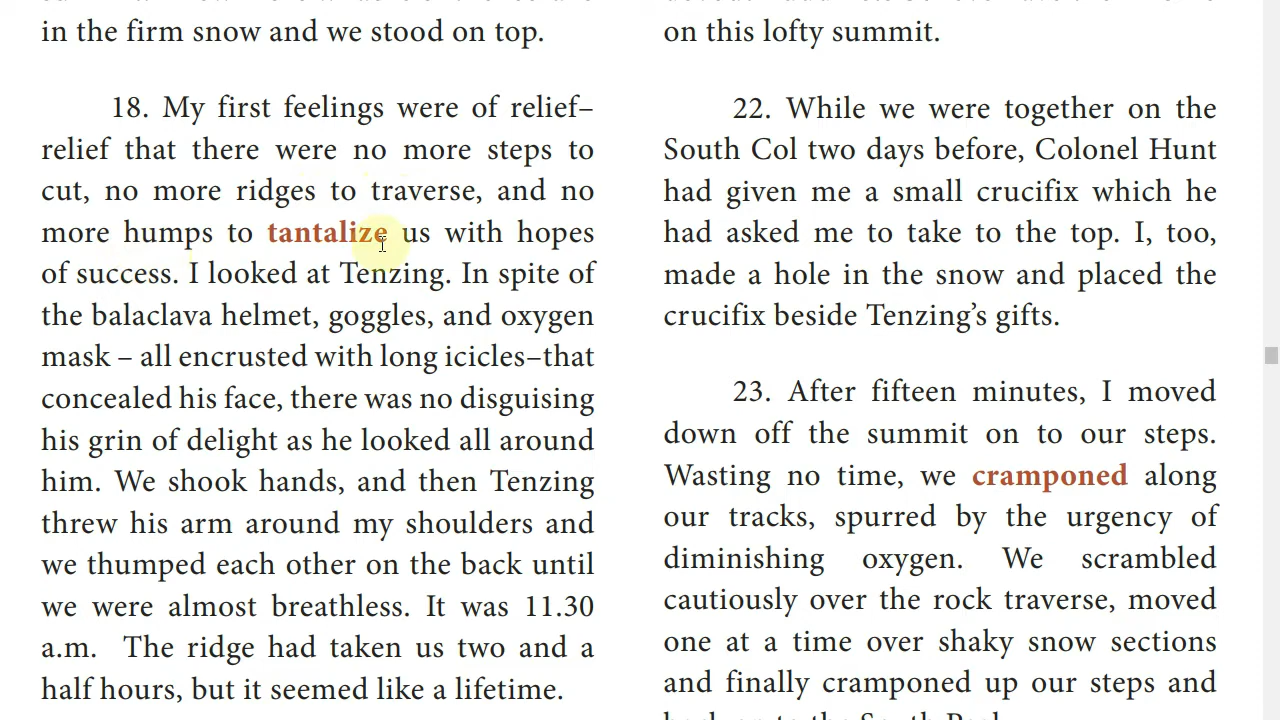 in the firm snow and we stood on top.
18. My first feelings were of relief–
relief that there were no more steps to
cut, no more ridges to traverse, and no
more humps to tantalize us with hopes
of success. I looked at Tenzing. In spite of
the balaclava helmet, goggles, and oxygen
mask – all encrusted with long icicles–that
concealed his face, there was no disguising
his grin of delight as he looked all around
him. We shook hands, and then Tenzing
threw his arm around my shoulders and
we thumped each other on the back until
we were almost breathless. It was 11.30
a.m. The ridge had taken us two and a
half hours, but it seemed like a lifetime.
on this lofty summit.
22. While we were together on the
South Col two days before, Colonel Hunt
had given me a small crucifix which he
had asked me to take to the top. I, too,
made a hole in the snow and placed the
crucifix beside Tenzing’s gifts.
23. After fifteen minutes, I moved
down off the summit on to our steps.
Wasting no time, we cramponed along
our tracks, spurred by the urgency of
diminishing oxygen. We scrambled
cautiously over the rock traverse, moved
one at a time over shaky snow sections
and finally cramponed up our steps and